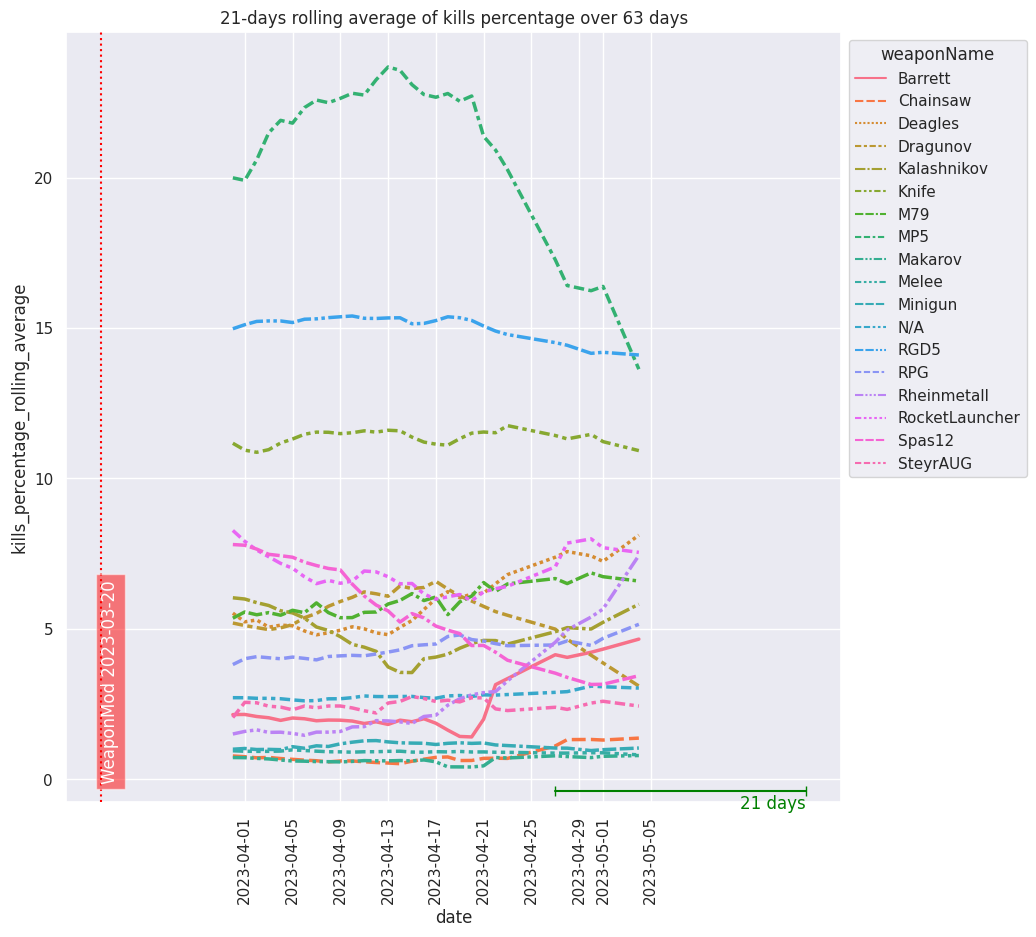 21-days rolling average of kills percentage over 63 days
kills_percentage_rolling_average
20
15
10
5
0
WeaponMod 2023-03-20
21 days
2023-04-01
2023-04-05
2023-04-09
2023-04-13
2023-04-17
2023-04-21
2023-04-25
2023-04-29
2023-05-01
2023-05-05
date
weaponName
Barrett
Chainsaw
Deagles
Dragunov
Kalashnikov
Knife
M79
MP5
Makarov
Melee
Minigun
N/A
RGD5
RPG
Rheinmetall
RocketLauncher
Spas12
SteyrAUG